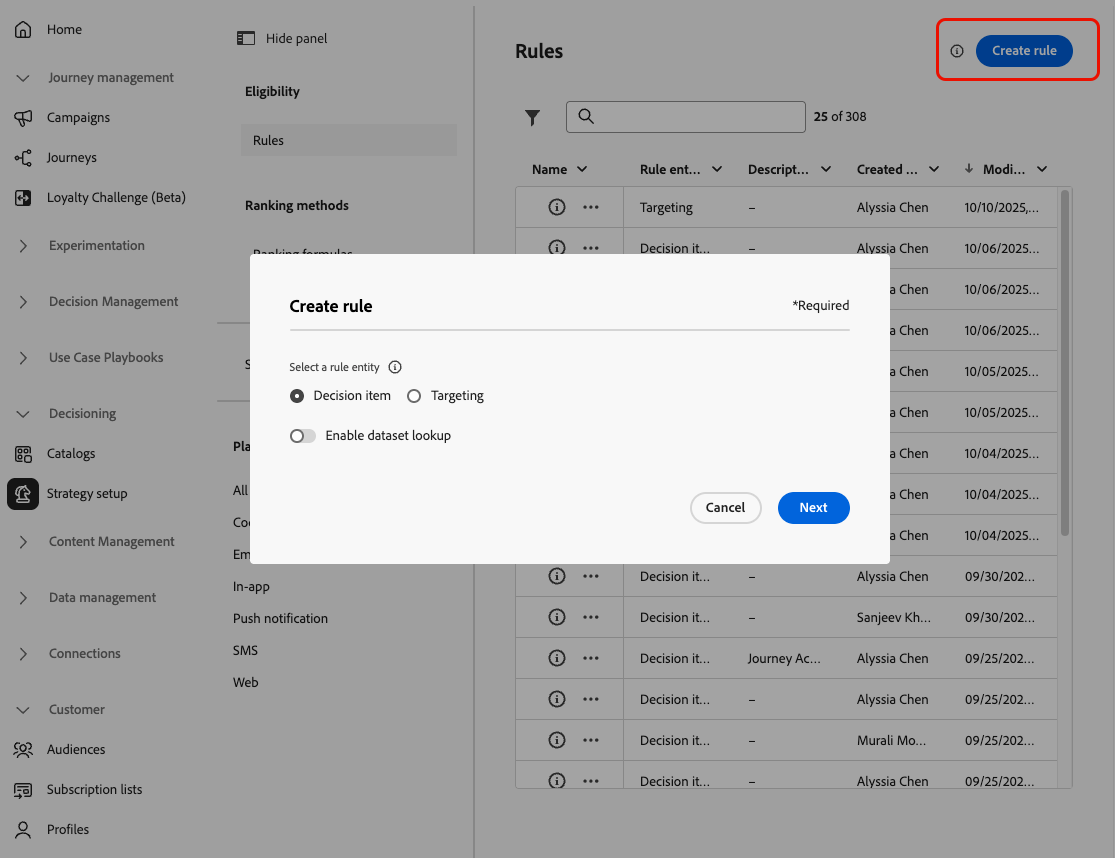 Home
Journey management
Campaigns
Journeys
Loyalty Challenge (Beta)
Experimentation
Decision Management
Use Case Playbooks
Decisioning
Catalogs
Strategy setup
Content Management
Data management
Connections
Customer
Audiences
Subscription lists
Profiles
Hide panel
Eligibility
Rules
Ranking methods
Ranking formulas
S
Pla
All
Coo
Em
In-app
Push notification
SMS
Web
Rules
Create rule
25 of 308
Name Rule ent... Descript... Created ... Modi...
Targeting – Alyssia Chen 10/10/2025,...
Decision it... – Alyssia Chen 10/06/2025...
a Chen 10/06/2025...
a Chen 10/06/2025...
a Chen 10/05/2025...
a Chen 10/05/2025...
a Chen 10/04/2025...
a Chen 10/04/2025...
a Chen 10/04/2025...
Decision it... – Alyssia Chen 09/30/202...
Decision it... – Sanjeev Kh... 09/30/202...
Decision it... Journey Ac... Alyssia Chen 09/25/202...
Decision it... – Alyssia Chen 09/25/202...
Decision it... – Murali Mo... 09/25/202...
Decision it... – Alyssia Chen 09/25/202...
Create rule
*Required
Select a rule entity
Decision item Targeting
Enable dataset lookup
Cancel Next